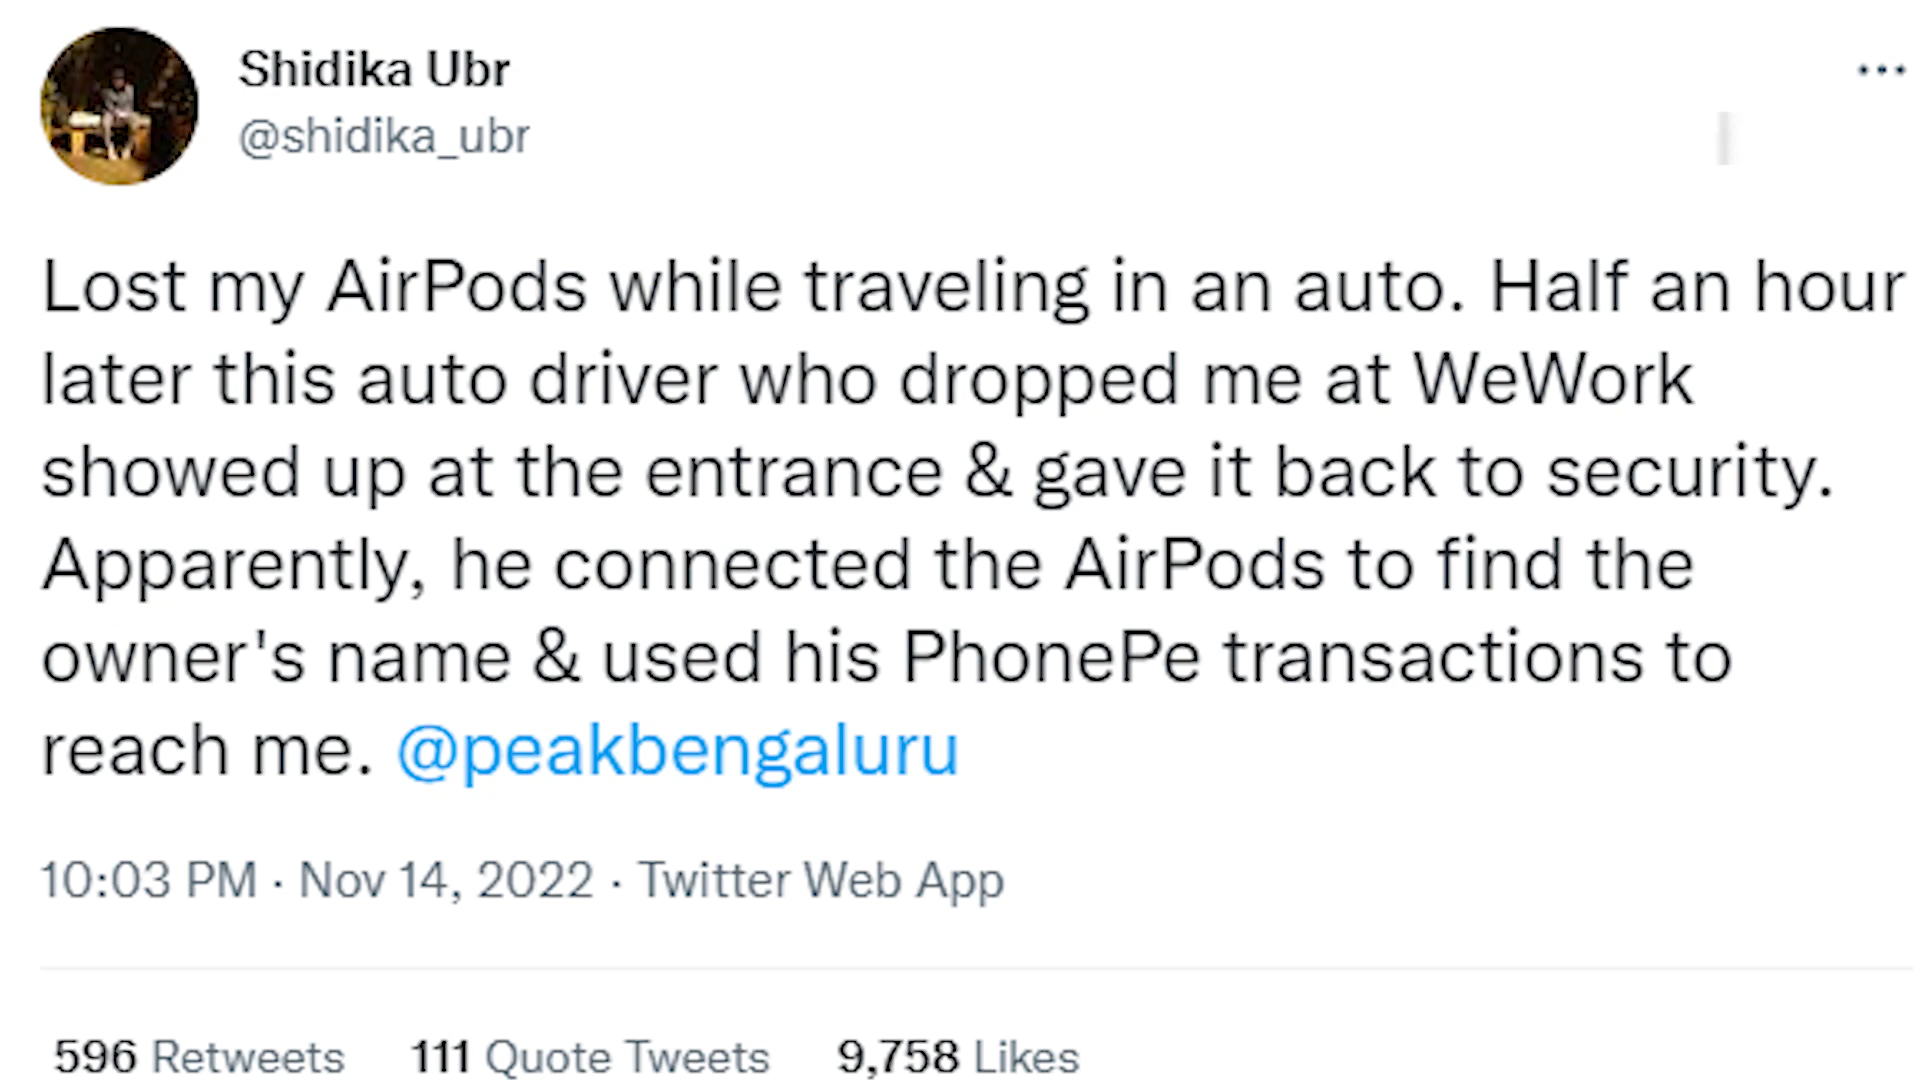 Shidika Ubr
@shidika_ubr
Lost my AirPods while traveling in an auto. Half an hour
later this auto driver who dropped me at WeWork
showed up at the entrance & gave it back to security.
Apparently, he connected the AirPods to find the
owner's name & used his PhonePe transactions to
reach me. @peakbengaluru
10:03 PM · Nov 14, 2022 · Twitter Web App
596 Retweets 111 Quote Tweets 9,758 Likes